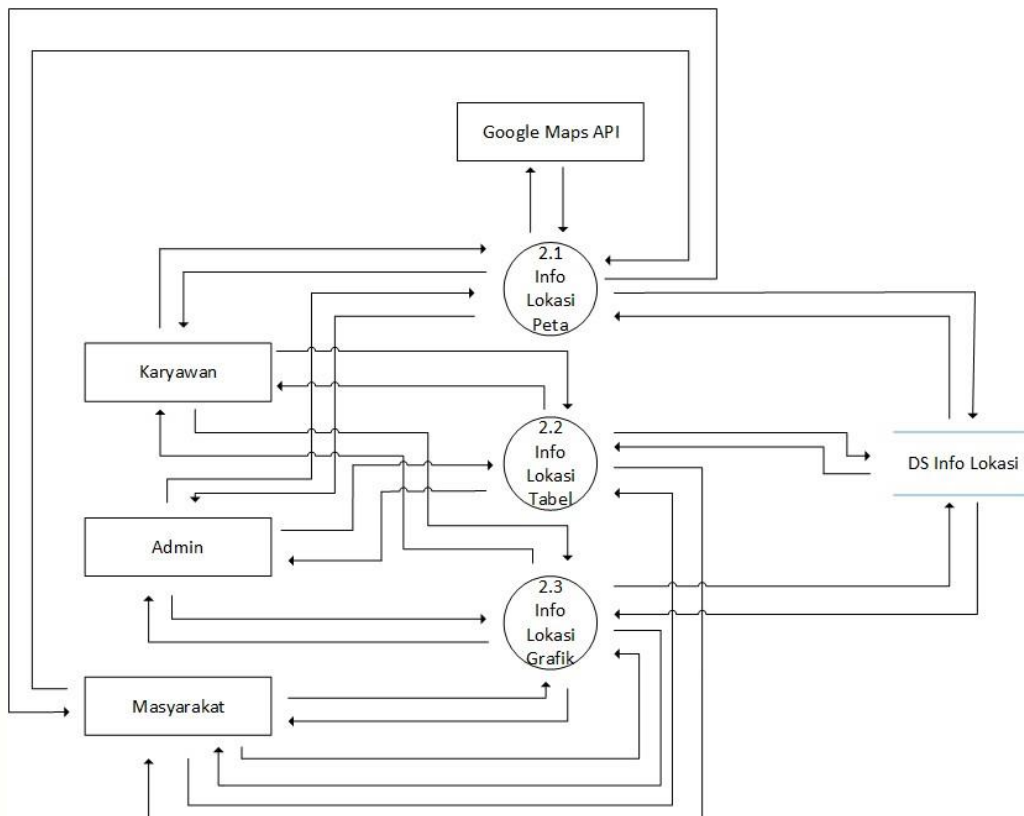 Google Maps API
2.1
Info
Lokasi
Peta
Karyawan
2.2
Info
Lokasi
Tabel
DS Info Lokasi
Admin
2.3
Info
Lokasi
Grafik
Masyarakat